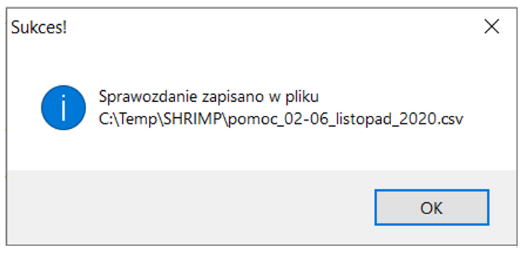 Sukces!
Sprawozdanie zapisano w pliku
C:\Temp\SHRIMP\pomoc_02-06_listopad_2020.csv
OK